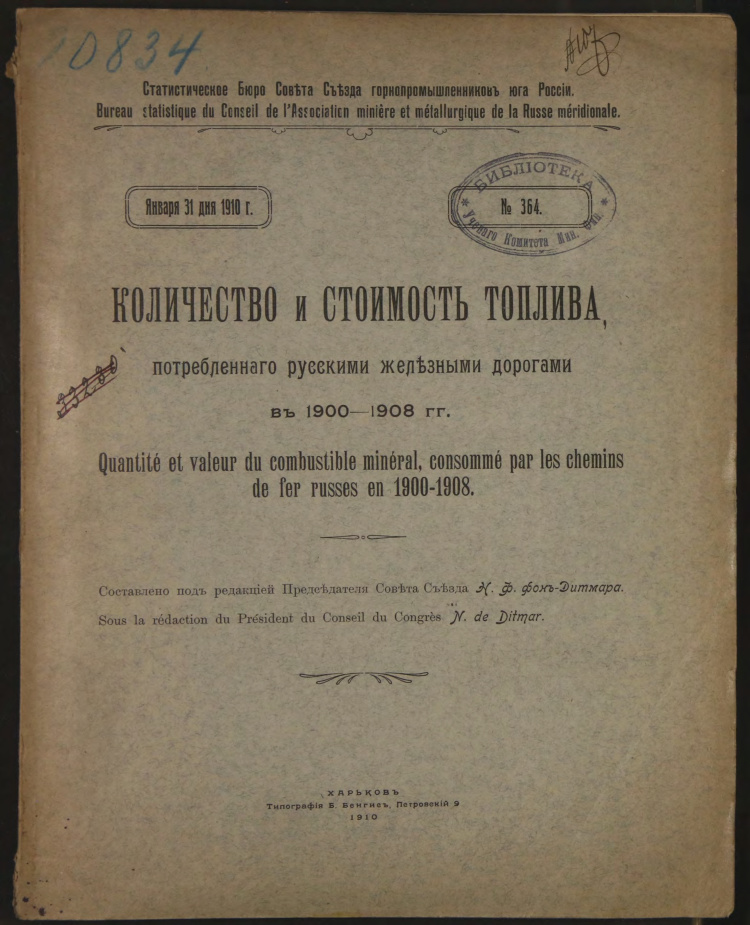 70834
Статистическое Бюро Совѣта Съѣзда горнопромышленниковъ юга Россіи.
Bureau statistique du Conseil de l'Association minière et métallurgique de la Russe méridionale.
Января 31 дня 1910 г.
№ 364.
БИБЛІОТЕКА
Ученаго Комитета Мин. Фин.
КОЛИЧЕСТВО и СТОИМОСТЬ ТОПЛИВА,
потребленнаго русскими желѣзными дорогами
въ 1900—1908 гг.
Quantité et valeur du combustible minéral, consommé par les chemins
de fer russes en 1900-1908.
Составлено подъ редакціей Предсѣдателя Совѣта Съѣзда Н. Ф. фонъ-Дитмара.
Sous la rédaction du Président du Conseil du Congrès N. de Ditmar.
ХАРЬКОВЪ
Типографія Б. Бенгисъ, Петровскій 9
1910